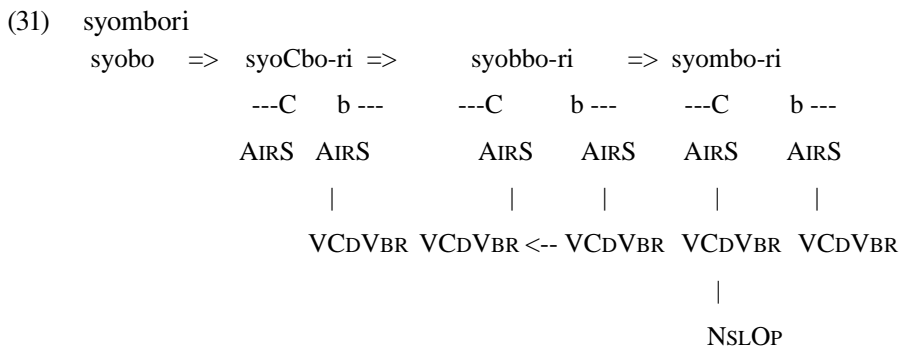 (31) syombori
syobo => syoCbo-ri => syobbo-ri => syombo-ri
---C b --- ---C b --- ---C b ---
AIRS AIRS AIRS AIRS AIRS AIRS
| | | | |
VCDVBR VCDVBR <-- VCDVBR VCDVBR VCDVBR
|
NSLOP